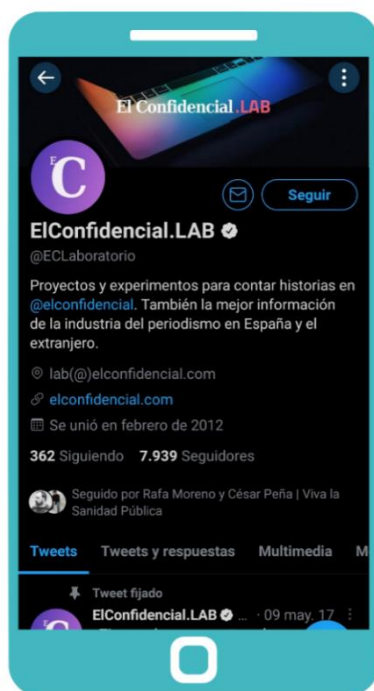 El Confidencial.LAB
EC
Seguir
ElConfidencial.LAB
@ECLaboratorio
Proyectos y experimentos para contar historias en
@elconfidencial. También la mejor información
de la industria del periodismo en España y el
extranjero.
lab(@)elconfidencial.com
elconfidencial.com
Se unió en febrero de 2012
362 Siguiendo 7.939 Seguidores
Seguido por Rafa Moreno y César Peña | Viva la
Sanidad Pública
Tweets Tweets y respuestas Multimedia M
Tweet fijado
ElConfidencial.LAB ... · 09 may. 17